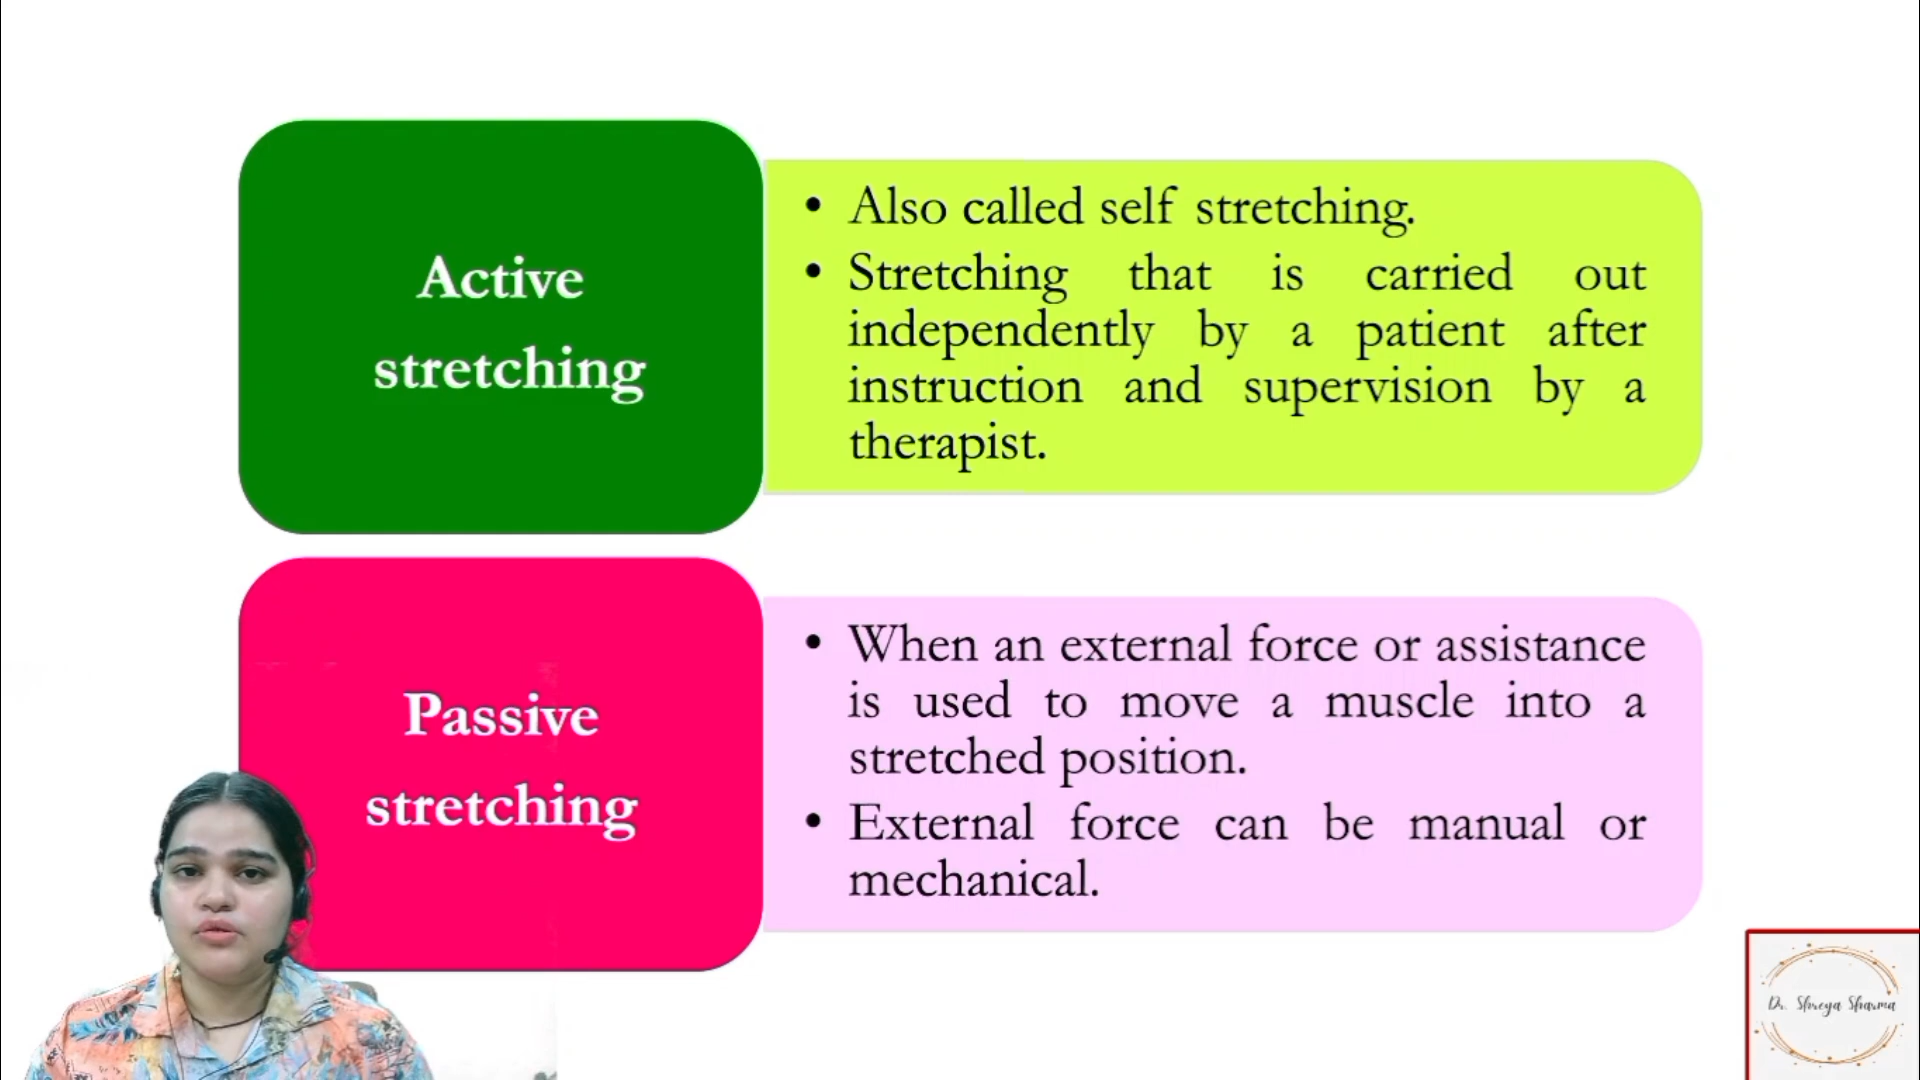 Active
stretching
• Also called self stretching.
• Stretching that is carried out
independently by a patient after
instruction and supervision by a
therapist.
Passive
stretching
• When an external force or assistance
is used to move a muscle into a
stretched position.
• External force can be manual or
mechanical.
Dr. Shreya Sharma